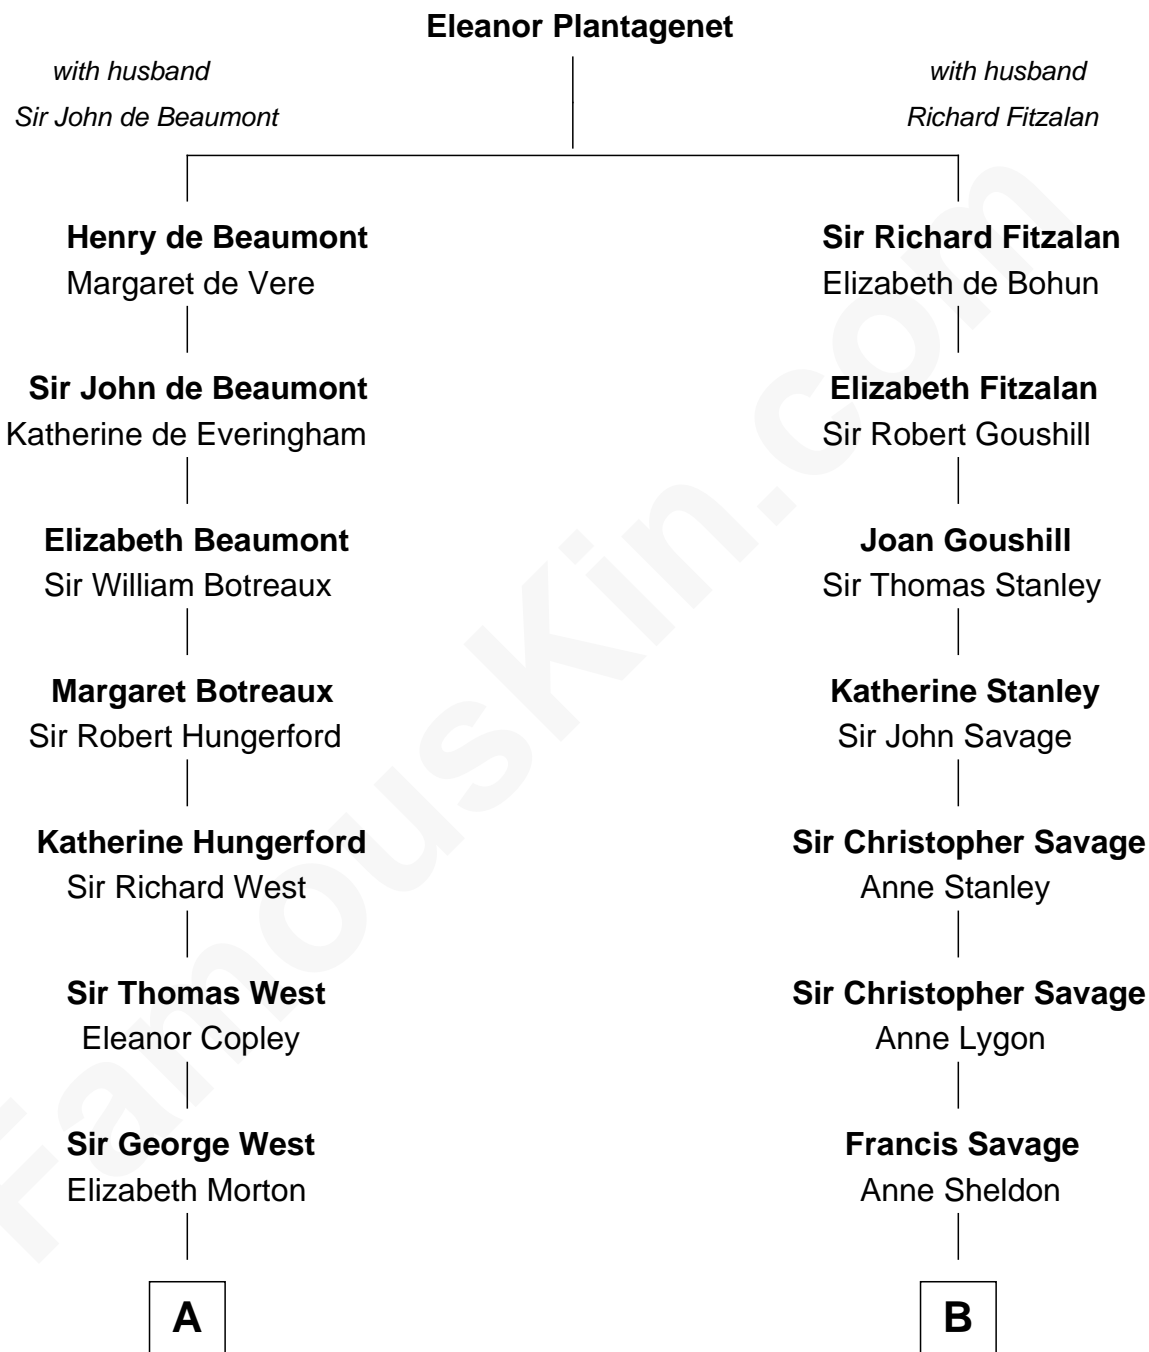 Eleanor Plantagenet
with husband
Sir John de Beaumont
with husband
Richard Fitzalan
Henry de Beaumont
Margaret de Vere
Sir Richard Fitzalan
Elizabeth de Bohun
Sir John de Beaumont
Katherine de Everingham
Elizabeth Fitzalan
Sir Robert Goushill
Elizabeth Beaumont
Sir William Botreaux
Joan Goushill
Sir Thomas Stanley
Margaret Botreaux
Sir Robert Hungerford
Katherine Stanley
Sir John Savage
Katherine Hungerford
Sir Richard West
Sir Christopher Savage
Anne Stanley
Sir Thomas West
Eleanor Copley
Sir Christopher Savage
Anne Lygon
Sir George West
Elizabeth Morton
Francis Savage
Anne Sheldon
A
B
FamousKin.com